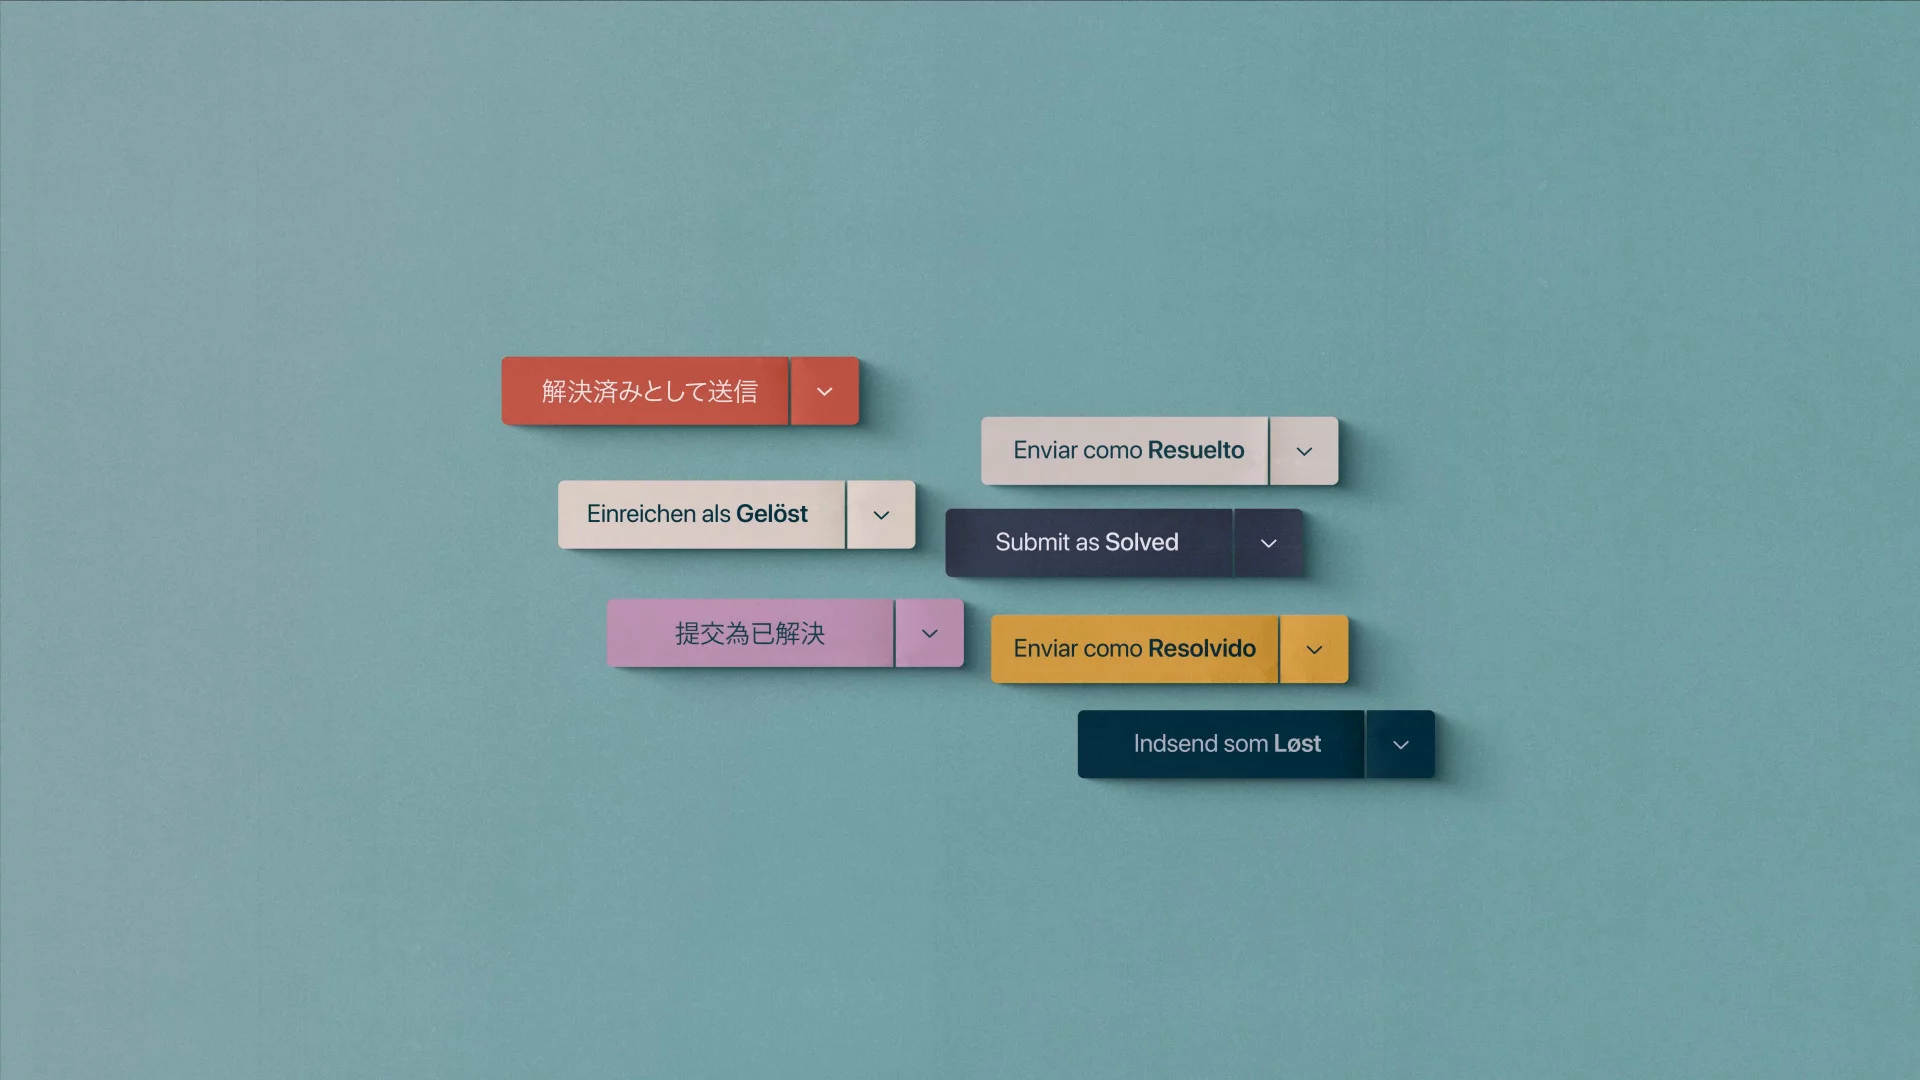 解決済みとして送信
Enviar como Resuelto
Einreichen als Gelöst
Submit as Solved
提交為已解決
Enviar como Resolvido
Indsend som Løst